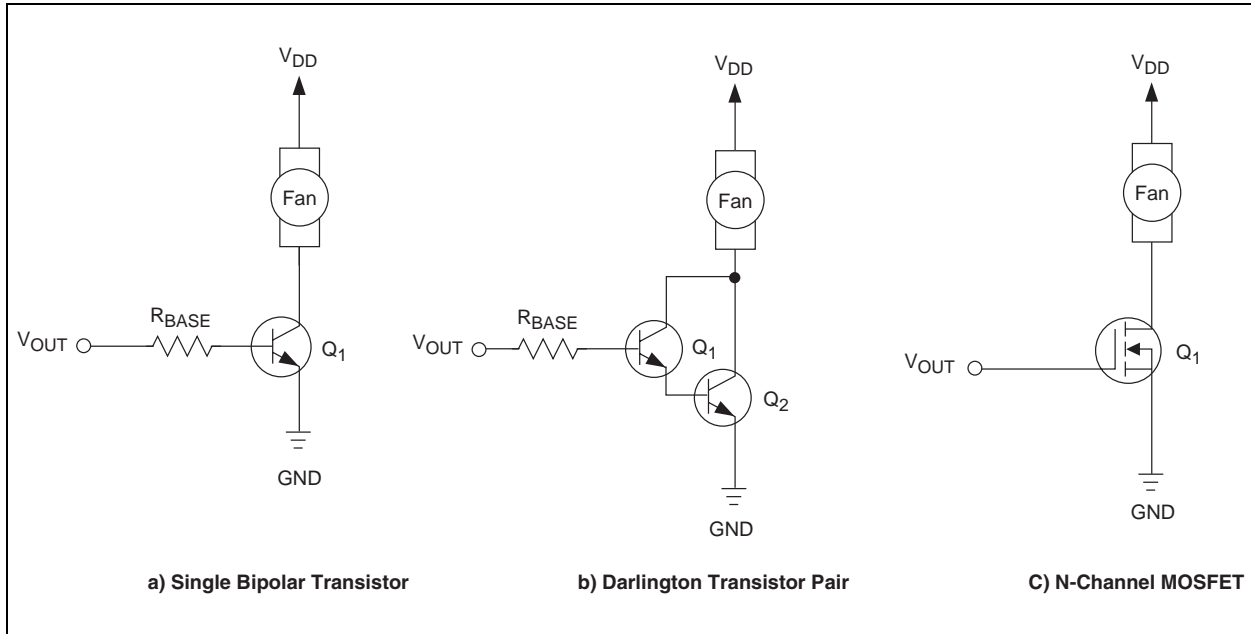 VDD
Fan
RBASE
VOUT
Q1
GND
a) Single Bipolar Transistor
VDD
Fan
RBASE
VOUT
Q1
Q2
GND
b) Darlington Transistor Pair
VDD
Fan
VOUT
Q1
GND
C) N-Channel MOSFET